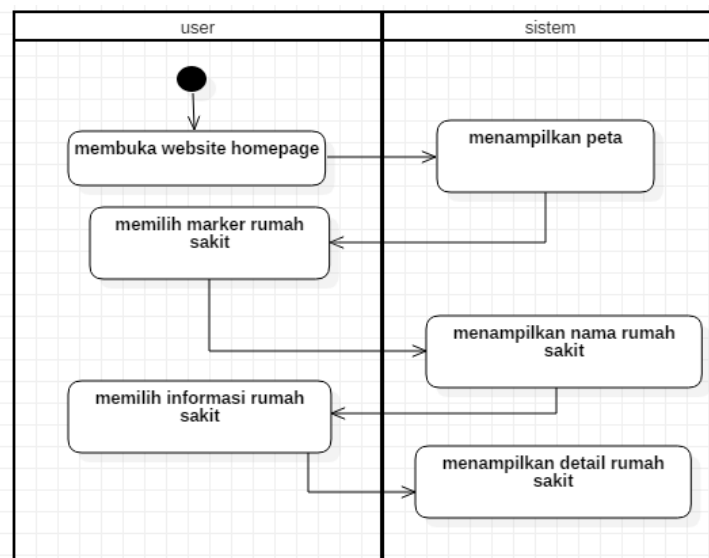 user
sistem
membuka website homepage
menampilkan peta
memilih marker rumah
sakit
menampilkan nama rumah
sakit
memilih informasi rumah
sakit
menampilkan detail rumah
sakit